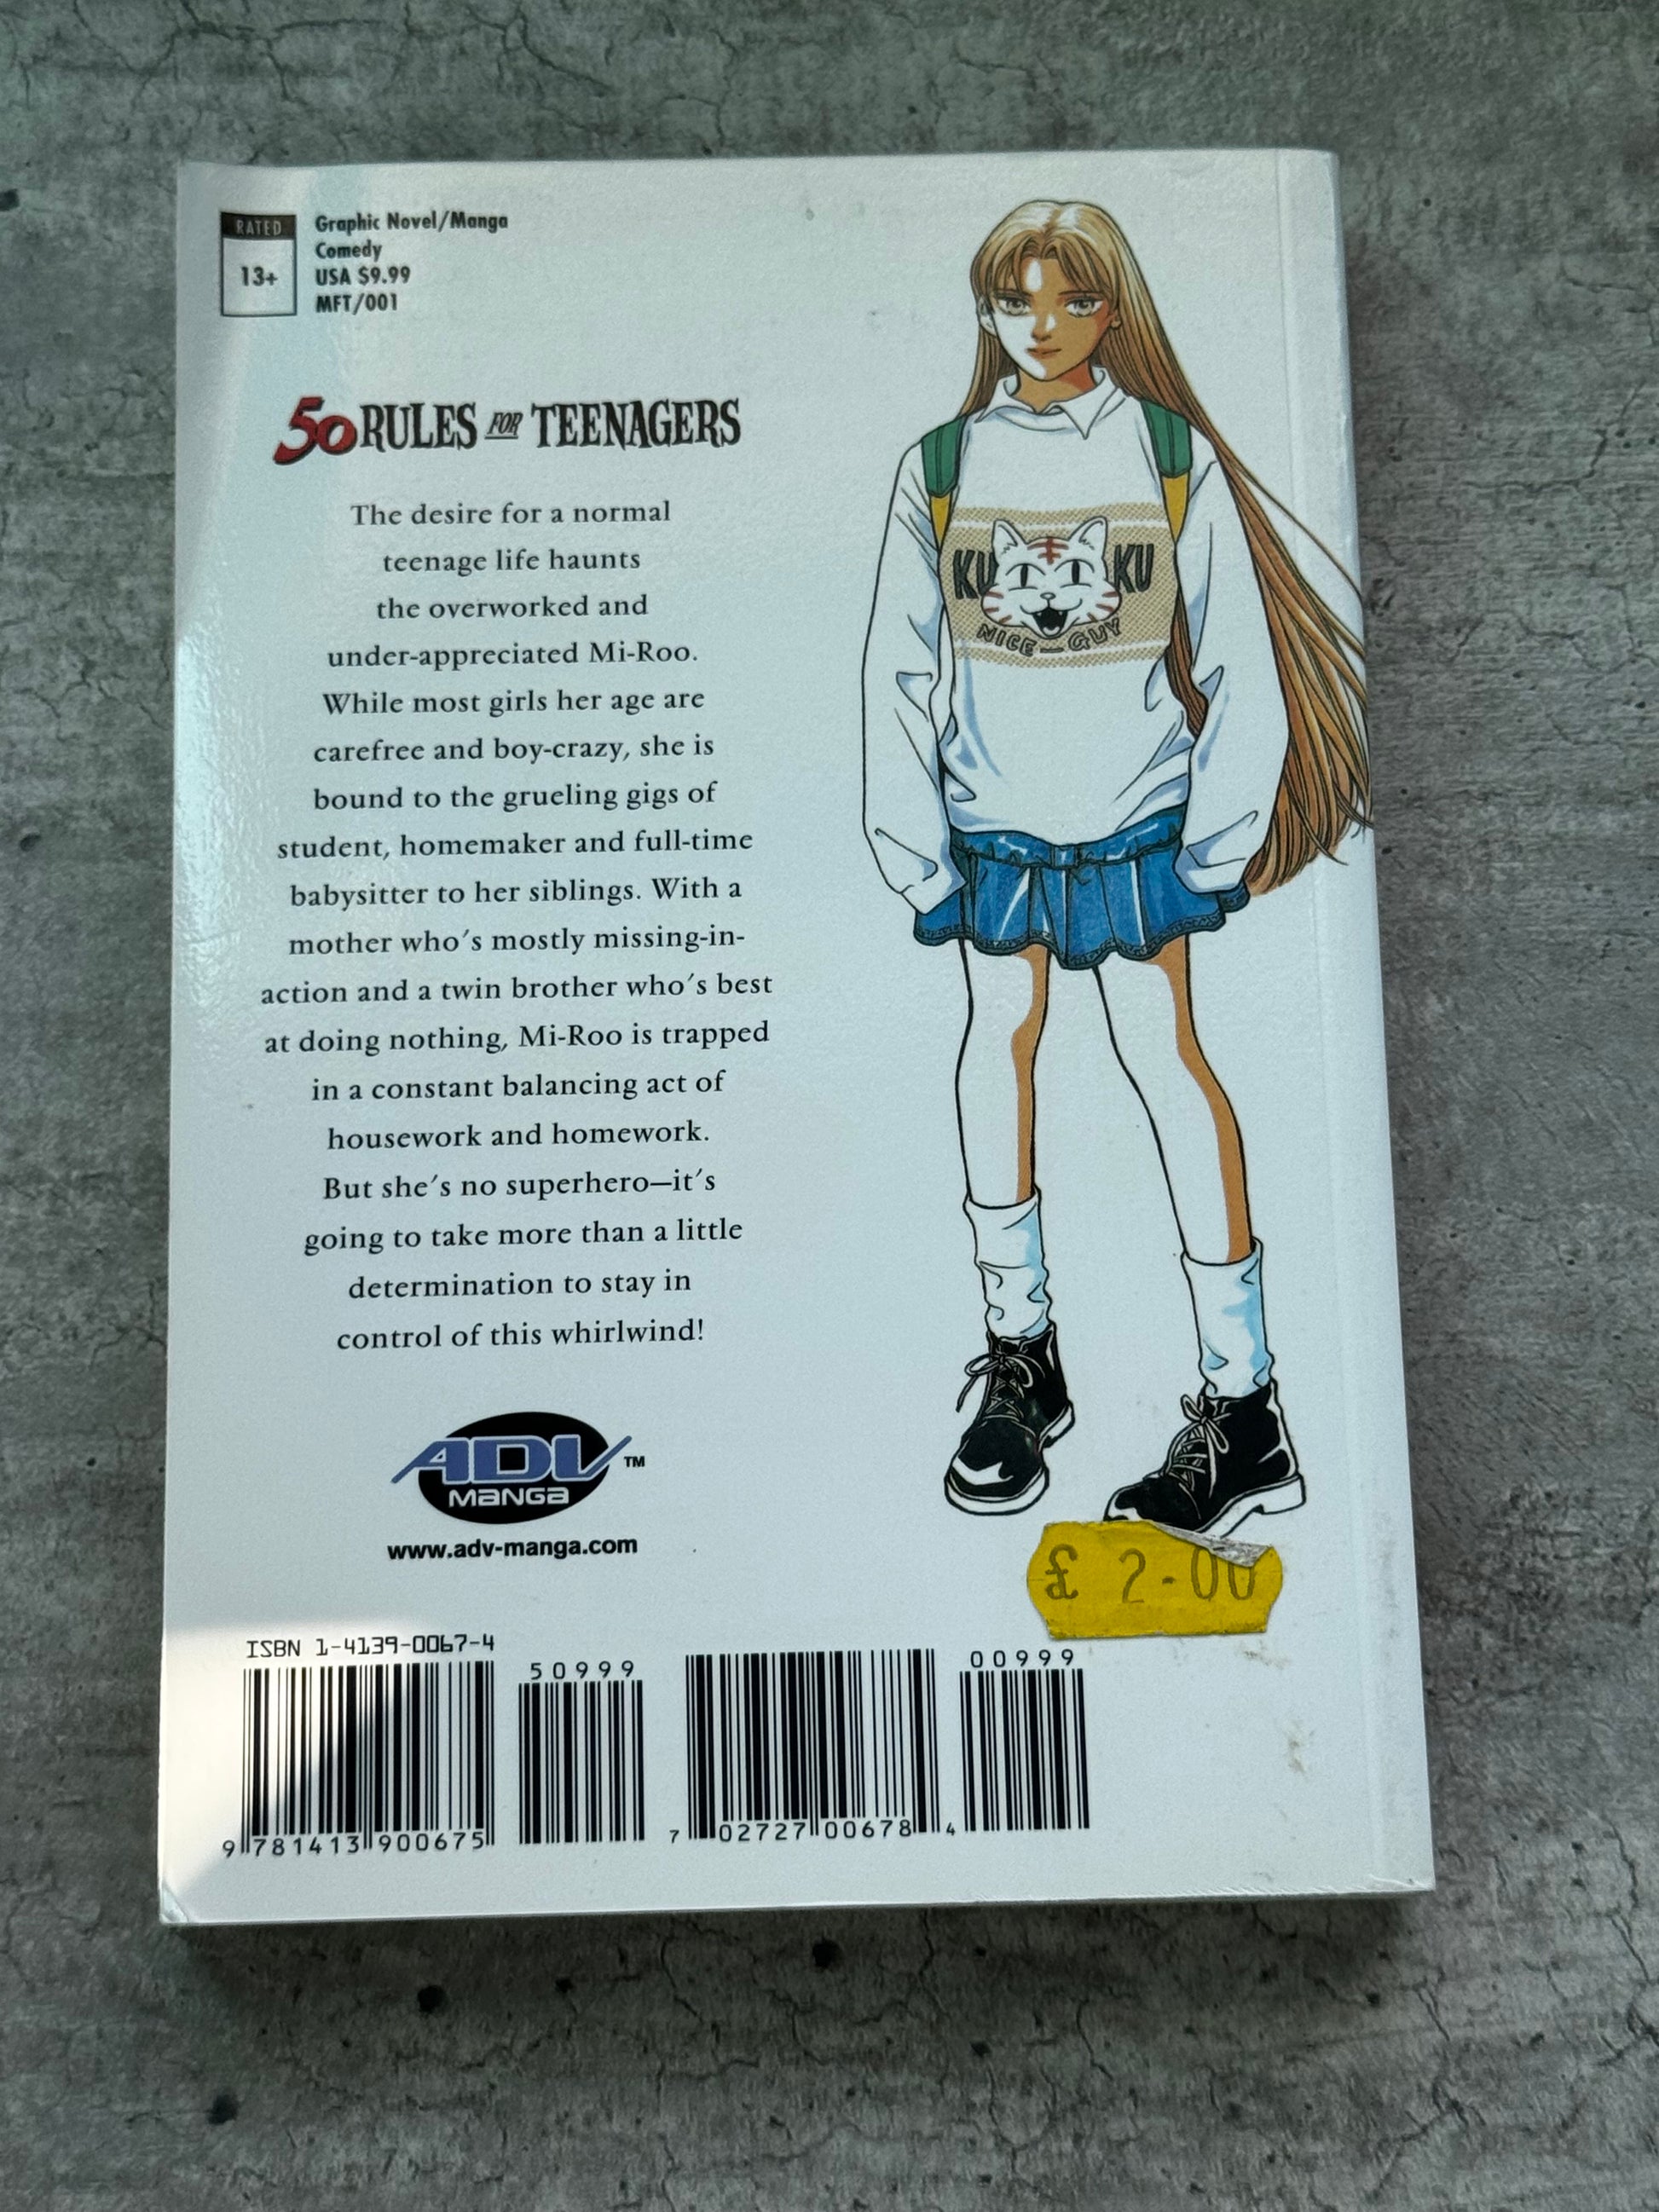 RATED
13+
Graphic Novel/Manga
Comedy
USA $9.99
MFT/001
50 RULES FOR TEENAGERS
The desire for a normal
teenage life haunts
the overworked and
under-appreciated Mi-Roo.
While most girls her age are
carefree and boy-crazy, she is
bound to the grueling gigs of
student, homemaker and full-time
babysitter to her siblings. With a
mother who's mostly missing-in-
action and a twin brother who's best
at doing nothing, Mi-Roo is trapped
in a constant balancing act of
housework and homework.
But she's no superhero—it's
going to take more than a little
determination to stay in
control of this whirlwind!
KU KU
NICE—GUY
ADV
MANGA
TM
www.adv-manga.com
£ 2-00
ISBN 1-4139-0067-4
50999
00999
9 781413 900675
7 02727 00678 4